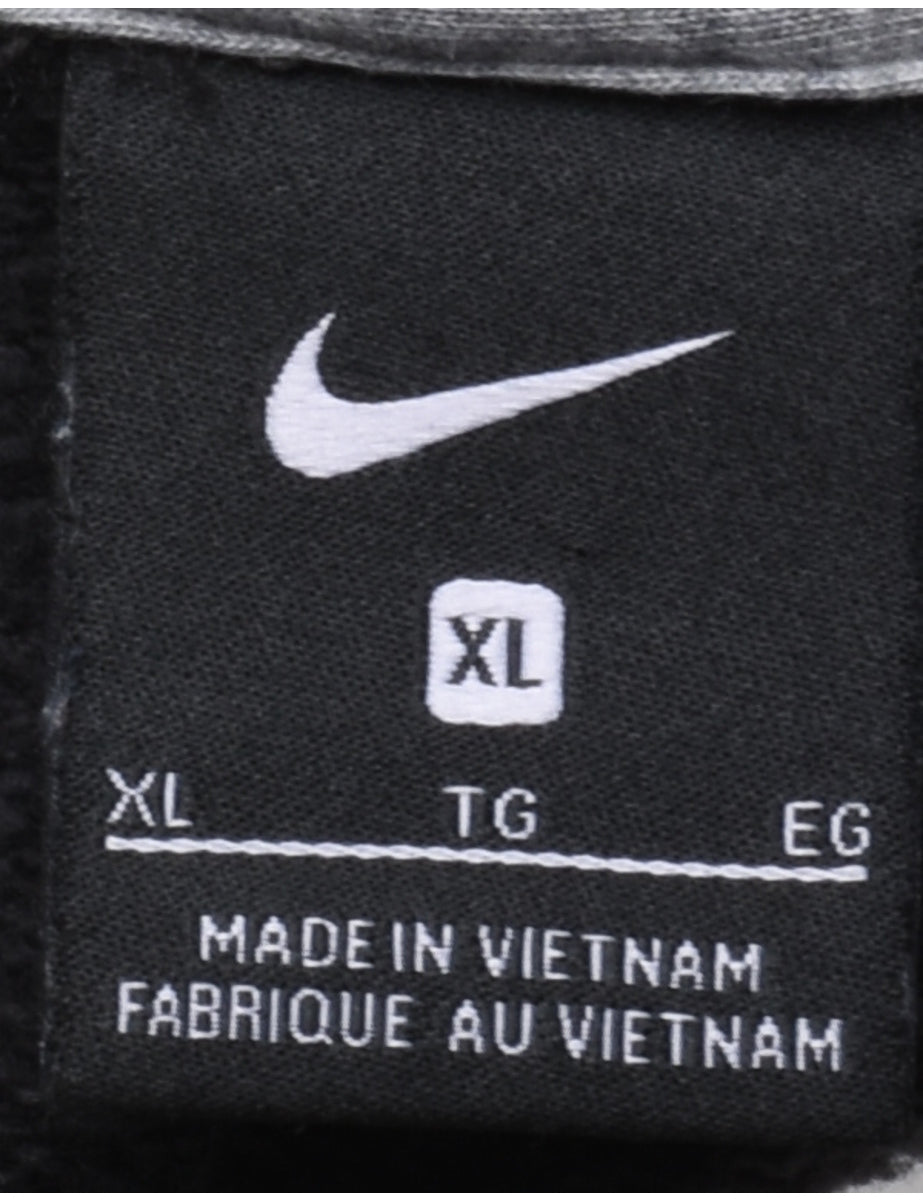 XL
XL TG EG
MADE IN VIETNAM
FABRIQUE AU VIETNAM